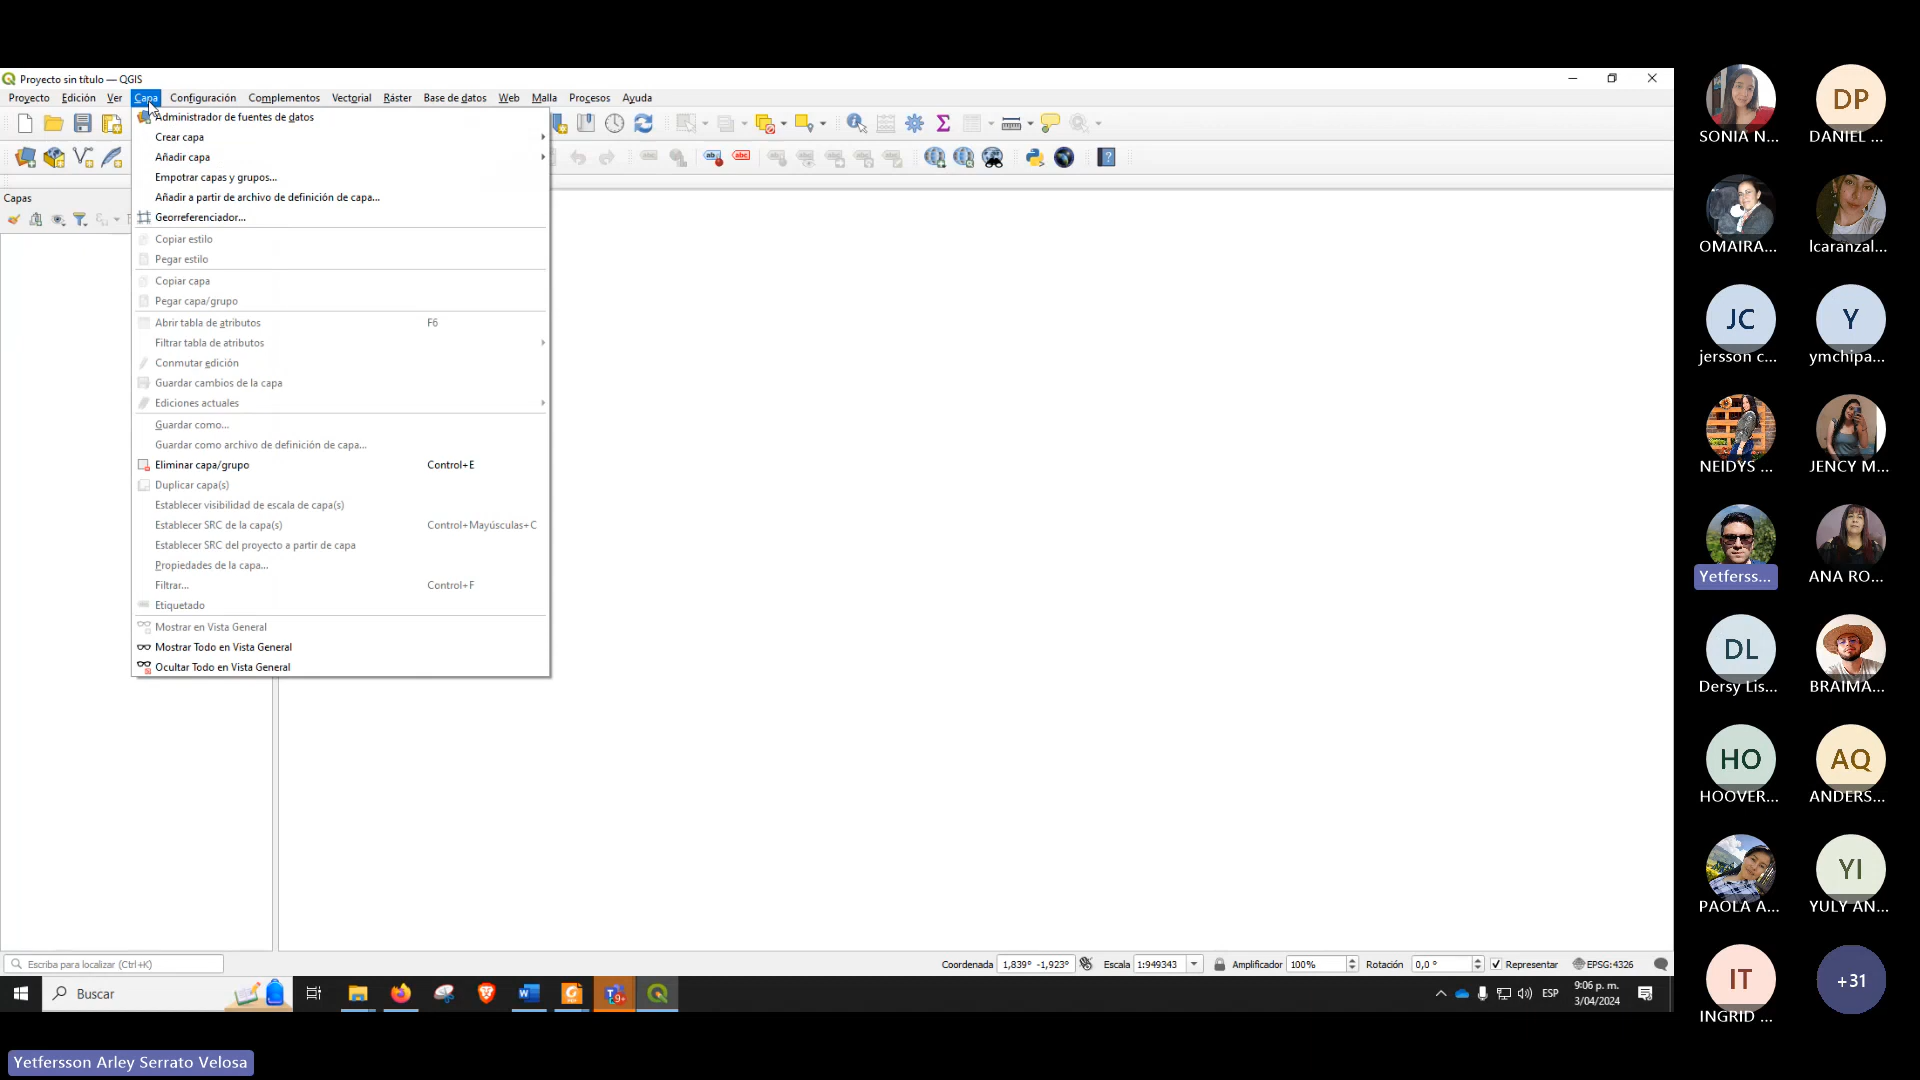 Proyecto sin título — QGIS
Proyecto Edición Ver Capa Configuración Complementos Vectorial Ráster Base de datos Web Malla Procesos Ayuda
Capas
Administrador de fuentes de datos
Crear capa
Añadir capa
Empotrar capas y grupos...
Añadir a partir de archivo de definición de capa...
Georreferenciador...
Copiar estilo
Pegar estilo
Copiar capa
Pegar capa/grupo
Abrir tabla de atributos F6
Filtrar tabla de atributos
Conmutar edición
Guardar cambios de la capa
Ediciones actuales
Guardar como...
Guardar como archivo de definición de capa...
Eliminar capa/grupo Control+E
Duplicar capa(s)
Establecer visibilidad de escala de capa(s)
Establecer SRC de la capa(s) Control+Mayúsculas+C
Establecer SRC del proyecto a partir de capa
Propiedades de la capa...
Filtrar... Control+F
Etiquetado
Mostrar en Vista General
Mostrar Todo en Vista General
Ocultar Todo en Vista General
abc abc
Escriba para localizar (Ctrl+K)
Coordenada 1,839° -1,923° Escala 1:949343 Amplificador 100% Rotación 0,0 ° Representar EPSG:4326
Buscar
ESP
9:06 p. m.
3/04/2024
SONIA N...
DP
DANIEL ...
OMAIRA...
lcaranzal...
JC
jersson c...
Y
ymchipa...
NEIDYS ...
JENCY M...
Yetferss...
ANA RO...
DL
Dersy Lis...
BRAIMA...
HO
HOOVER...
AQ
ANDERS...
PAOLA A...
YI
YULY AN...
IT
INGRID ...
+31
Yetfersson Arley Serrato Velosa